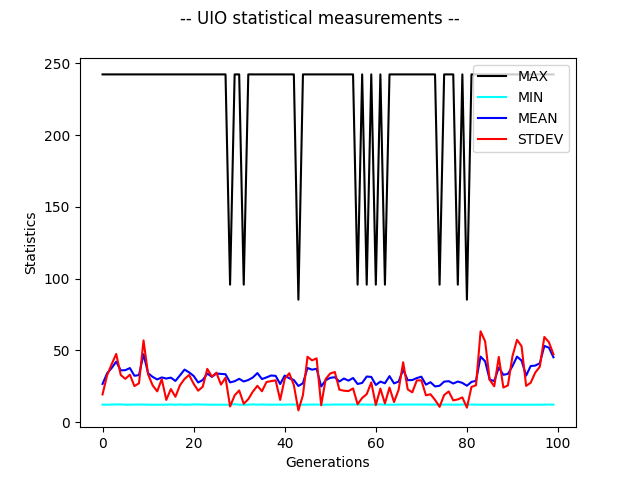 -- UIO statistical measurements --
250
200
150
100
50
0
Statistics
MAX
MIN
MEAN
STDEV
0 20 40 60 80 100
Generations